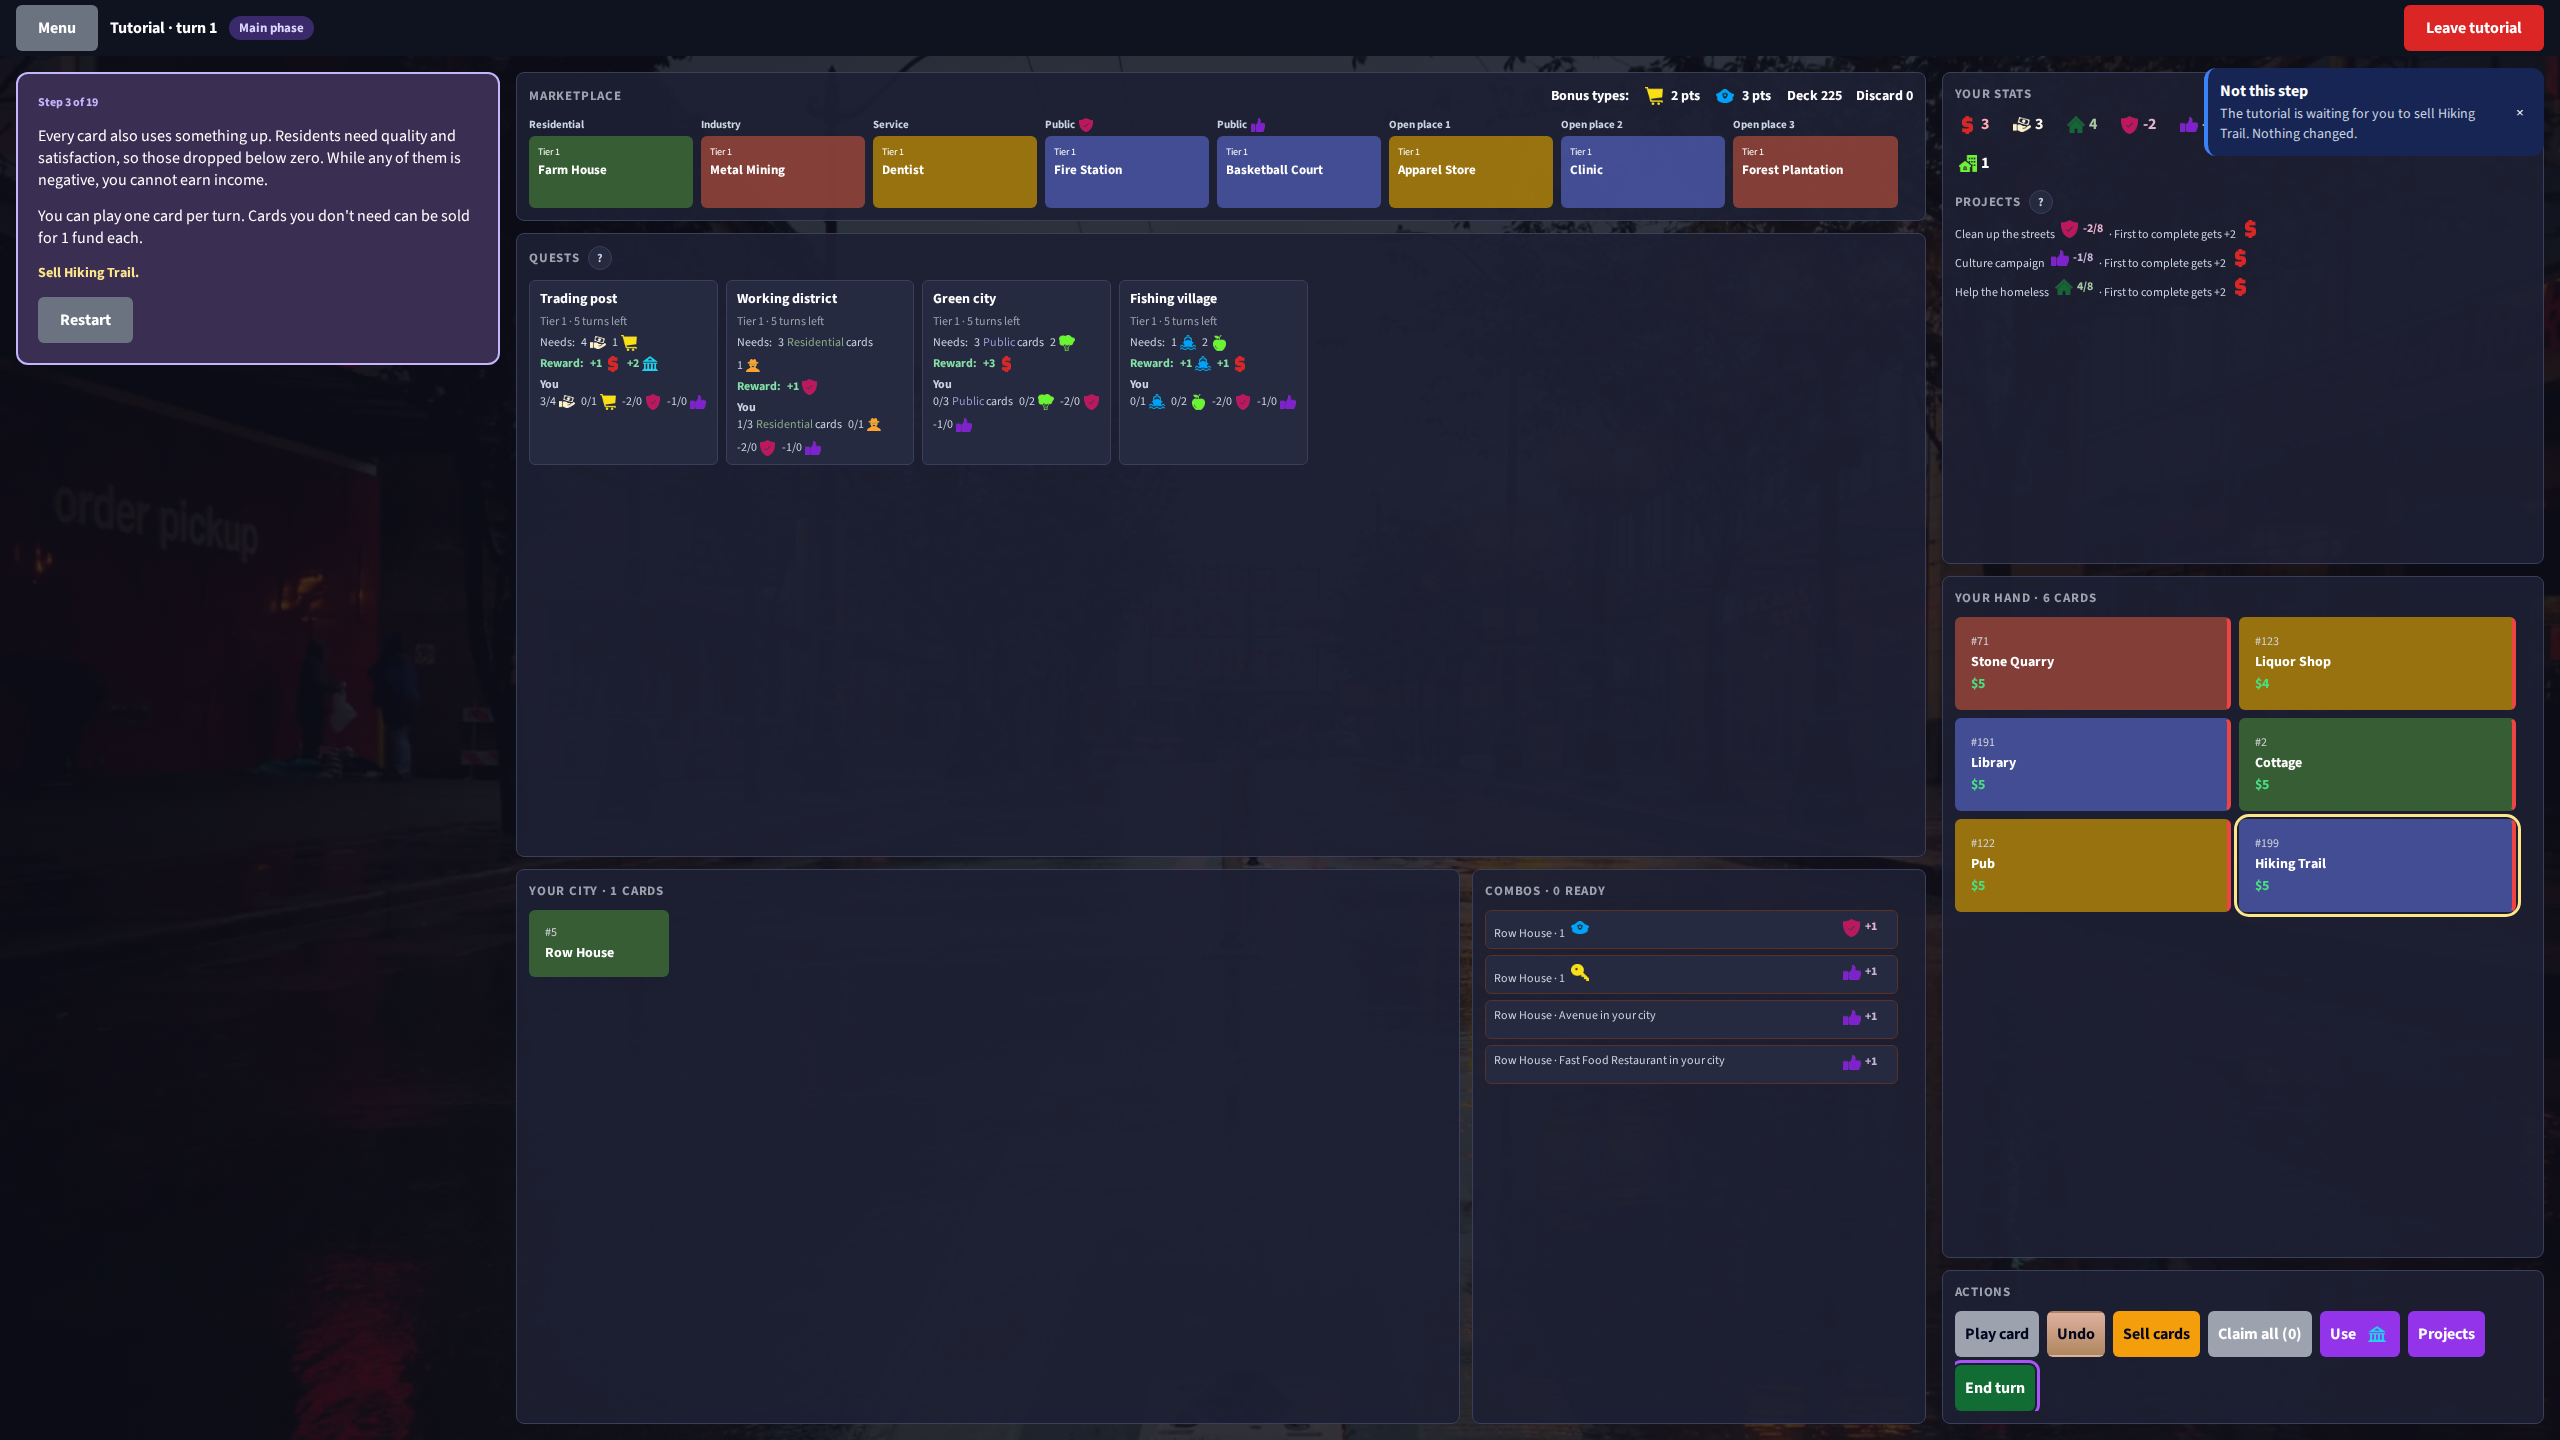 Menu
Tutorial · turn 1
Main phase
Leave tutorial
Step 3 of 19
Every card also uses something up. Residents need quality and
satisfaction, so those dropped below zero. While any of them is
negative, you cannot earn income.
You can play one card per turn. Cards you don't need can be sold
for 1 fund each.
Sell Hiking Trail.
Restart
order pickup
MARKETPLACE
Bonus types: 2 pts 3 pts Deck 225 Discard 0
Residential
Tier 1
Farm House
Industry
Tier 1
Metal Mining
Service
Tier 1
Dentist
Public
Tier 1
Fire Station
Public
Tier 1
Basketball Court
Open place 1
Tier 1
Apparel Store
Open place 2
Tier 1
Clinic
Open place 3
Tier 1
Forest Plantation
QUESTS ?
Trading post
Tier 1 · 5 turns left
Needs: 4 1
Reward: +1 +2
You
3/4 0/1 -2/0 -1/0
Working district
Tier 1 · 5 turns left
Needs: 3 Residential cards
1
Reward: +1
You
1/3 Residential cards 0/1
-2/0 -1/0
Green city
Tier 1 · 5 turns left
Needs: 3 Public cards 2
Reward: +3
You
0/3 Public cards 0/2 -2/0
-1/0
Fishing village
Tier 1 · 5 turns left
Needs: 1 2
Reward: +1 +1
You
0/1 0/2 -2/0 -1/0
YOUR CITY · 1 CARDS
#5
Row House
COMBOS · 0 READY
Row House · 1 +1
Row House · 1 +1
Row House · Avenue in your city +1
Row House · Fast Food Restaurant in your city +1
YOUR STATS
3 3 4 -2
1
Not this step
The tutorial is waiting for you to sell Hiking
Trail. Nothing changed.
×
PROJECTS ?
Clean up the streets -2/8 · First to complete gets +2
Culture campaign -1/8 · First to complete gets +2
Help the homeless 4/8 · First to complete gets +2
YOUR HAND · 6 CARDS
#71
Stone Quarry
$5
#123
Liquor Shop
$4
#191
Library
$5
#2
Cottage
$5
#122
Pub
$5
#199
Hiking Trail
$5
ACTIONS
Play card
Undo
Sell cards
Claim all (0)
Use
Projects
End turn